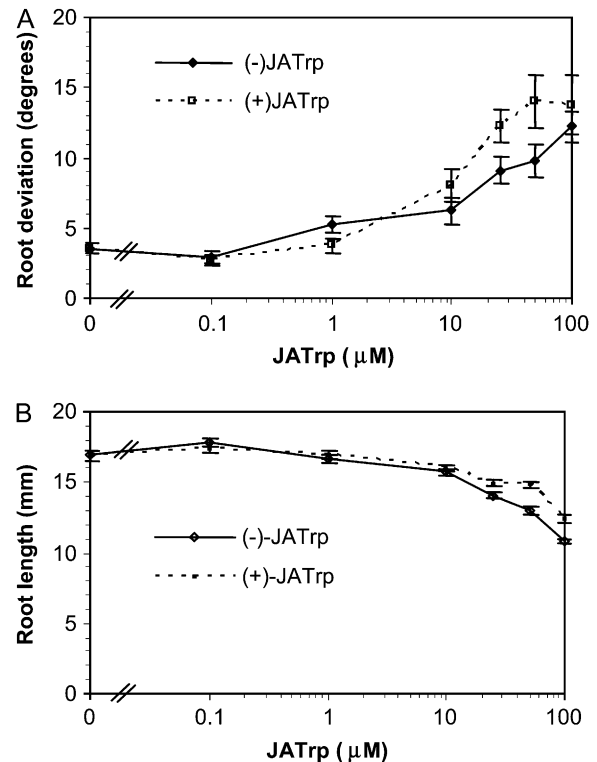 A
20
15
10
5
0
Root deviation (degrees)
(-)JATrp
(+)JATrp
0 0.1 1 10 100
JATrp ( μM)
B
20
15
10
5
0
Root length (mm)
(-)-JATrp
(+)-JATrp
0 0.1 1 10 100
JATrp ( μM)